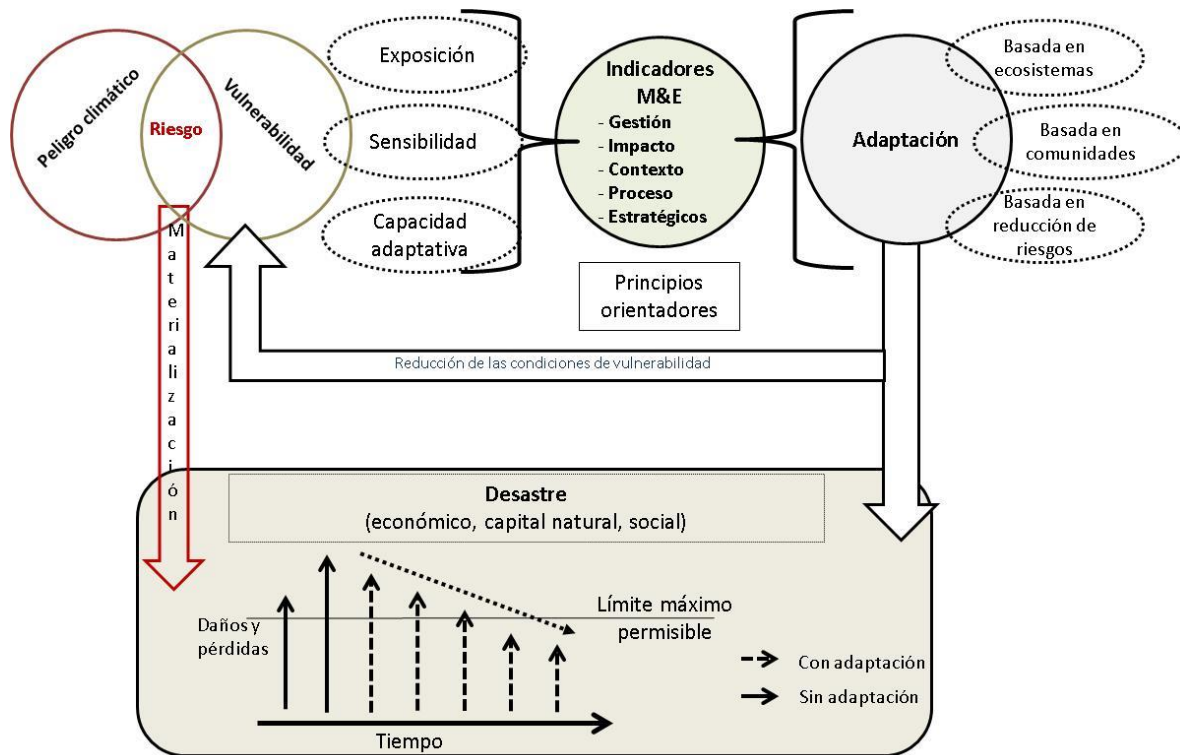 Peligro climático
Riesgo
Vulnerabilidad
Exposición
Sensibilidad
Capacidad
adaptativa
Indicadores
M&E
- Gestión
- Impacto
- Contexto
- Proceso
- Estratégicos
Principios
orientadores
Adaptación
Basada en
ecosistemas
Basada en
comunidades
Basada en
reducción de
riesgos
Materialización
Reducción de las condiciones de vulnerabilidad
Desastre
(económico, capital natural, social)
Daños y
pérdidas
Límite máximo
permisible
Con adaptación
Sin adaptación
Tiempo